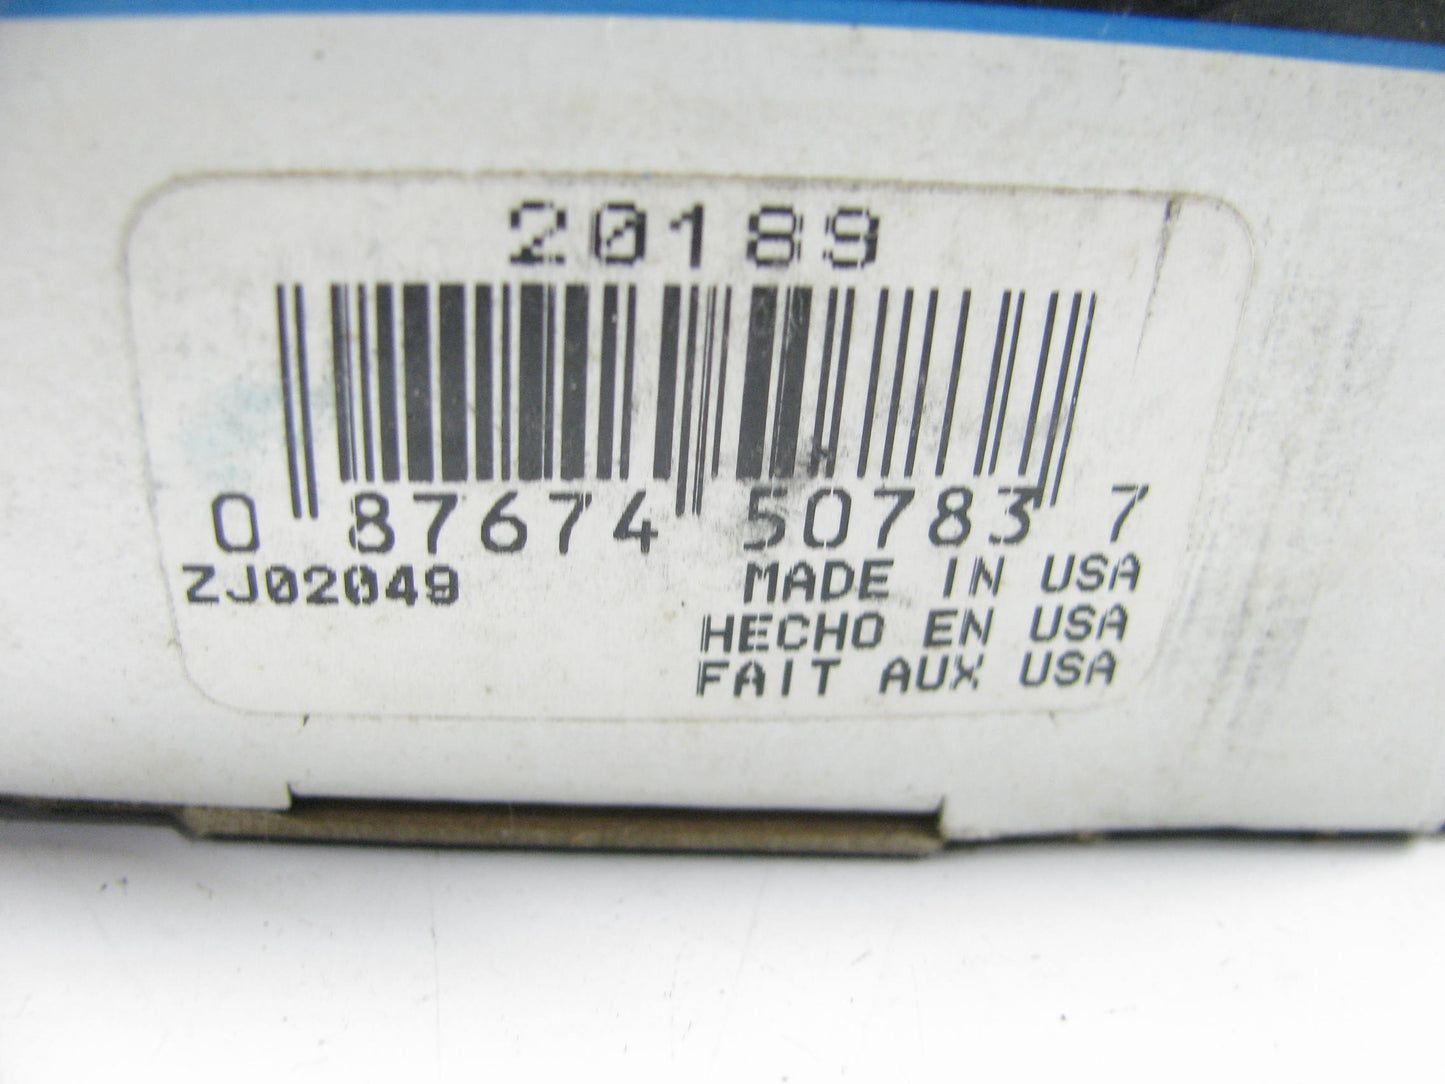 20189
0 87674 50783 7
ZJ02049
MADE IN USA
HECHO EN USA
FAIT AUX USA